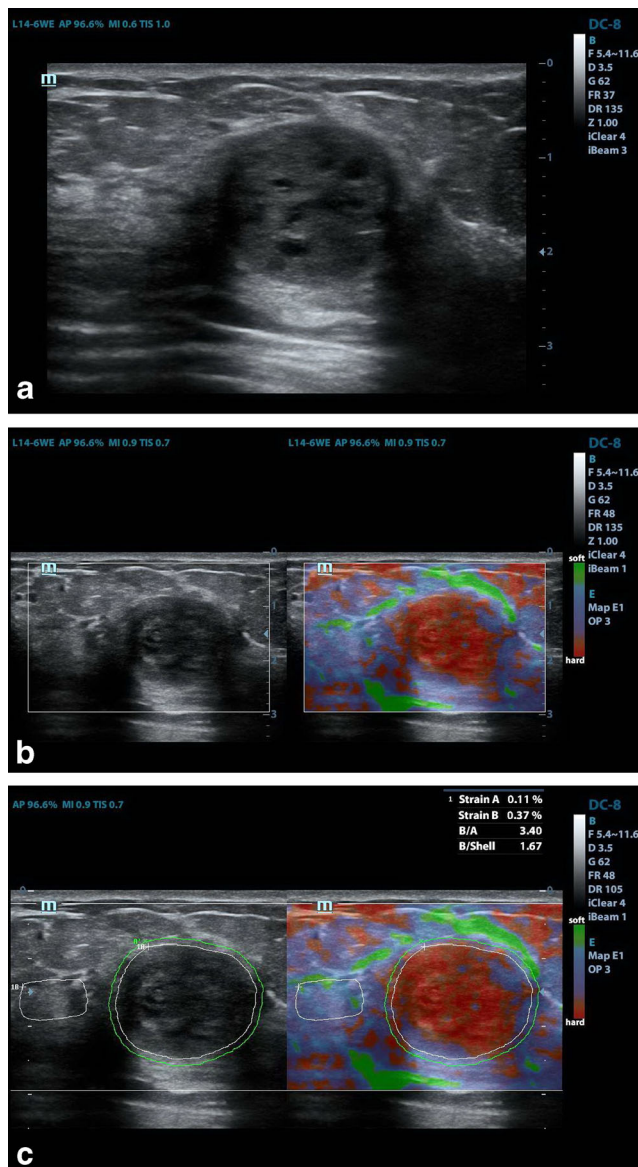 L14-6WE AP 96.6% MI 0.6 TIS 1.0
DC-8
B
F 5.4~11.6
D 3.5
G 62
FR 37
DR 135
Z 1.00
iClear 4
iBeam 3
m
0
1
2
3
a
L14-6WE AP 96.6% MI 0.9 TIS 0.7
L14-6WE AP 96.6% MI 0.9 TIS 0.7
DC-8
B
F 5.4~11.6
D 3.5
G 62
FR 48
DR 135
Z 1.00
iClear 4
iBeam 1
soft
E
Map E1
OP 3
hard
m
m
0
1
2
3
b
AP 96.6% MI 0.9 TIS 0.7
1 Strain A 0.11 %
Strain B 0.37 %
B/A 3.40
B/Shell 1.67
DC-8
B
F 5.4~11.6
D 3.5
G 62
FR 48
DR 105
iClear 4
soft
E
Map E1
OP 3
hard
m
m
0
1B
c